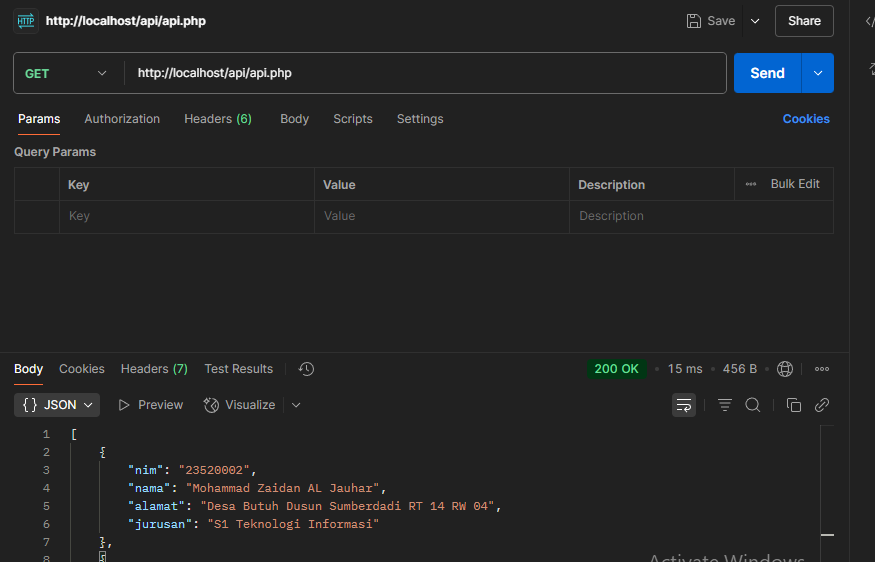 HTTP http://localhost/api/api.php Save Share
GET http://localhost/api/api.php Send
Params Authorization Headers (6) Body Scripts Settings Cookies
Query Params
Key Value Description ••• Bulk Edit
Key Value Description
Body Cookies Headers (7) Test Results 200 OK • 15 ms • 456 B •
{} JSON Preview Visualize
1 [
2 {
3 "nim": "23520002",
4 "nama": "Mohammad Zaidan AL Jauhar",
5 "alamat": "Desa Butuh Dusun Sumberdadi RT 14 RW 04",
6 "jurusan": "S1 Teknologi Informasi"
7 },
8 {
Activate Windows